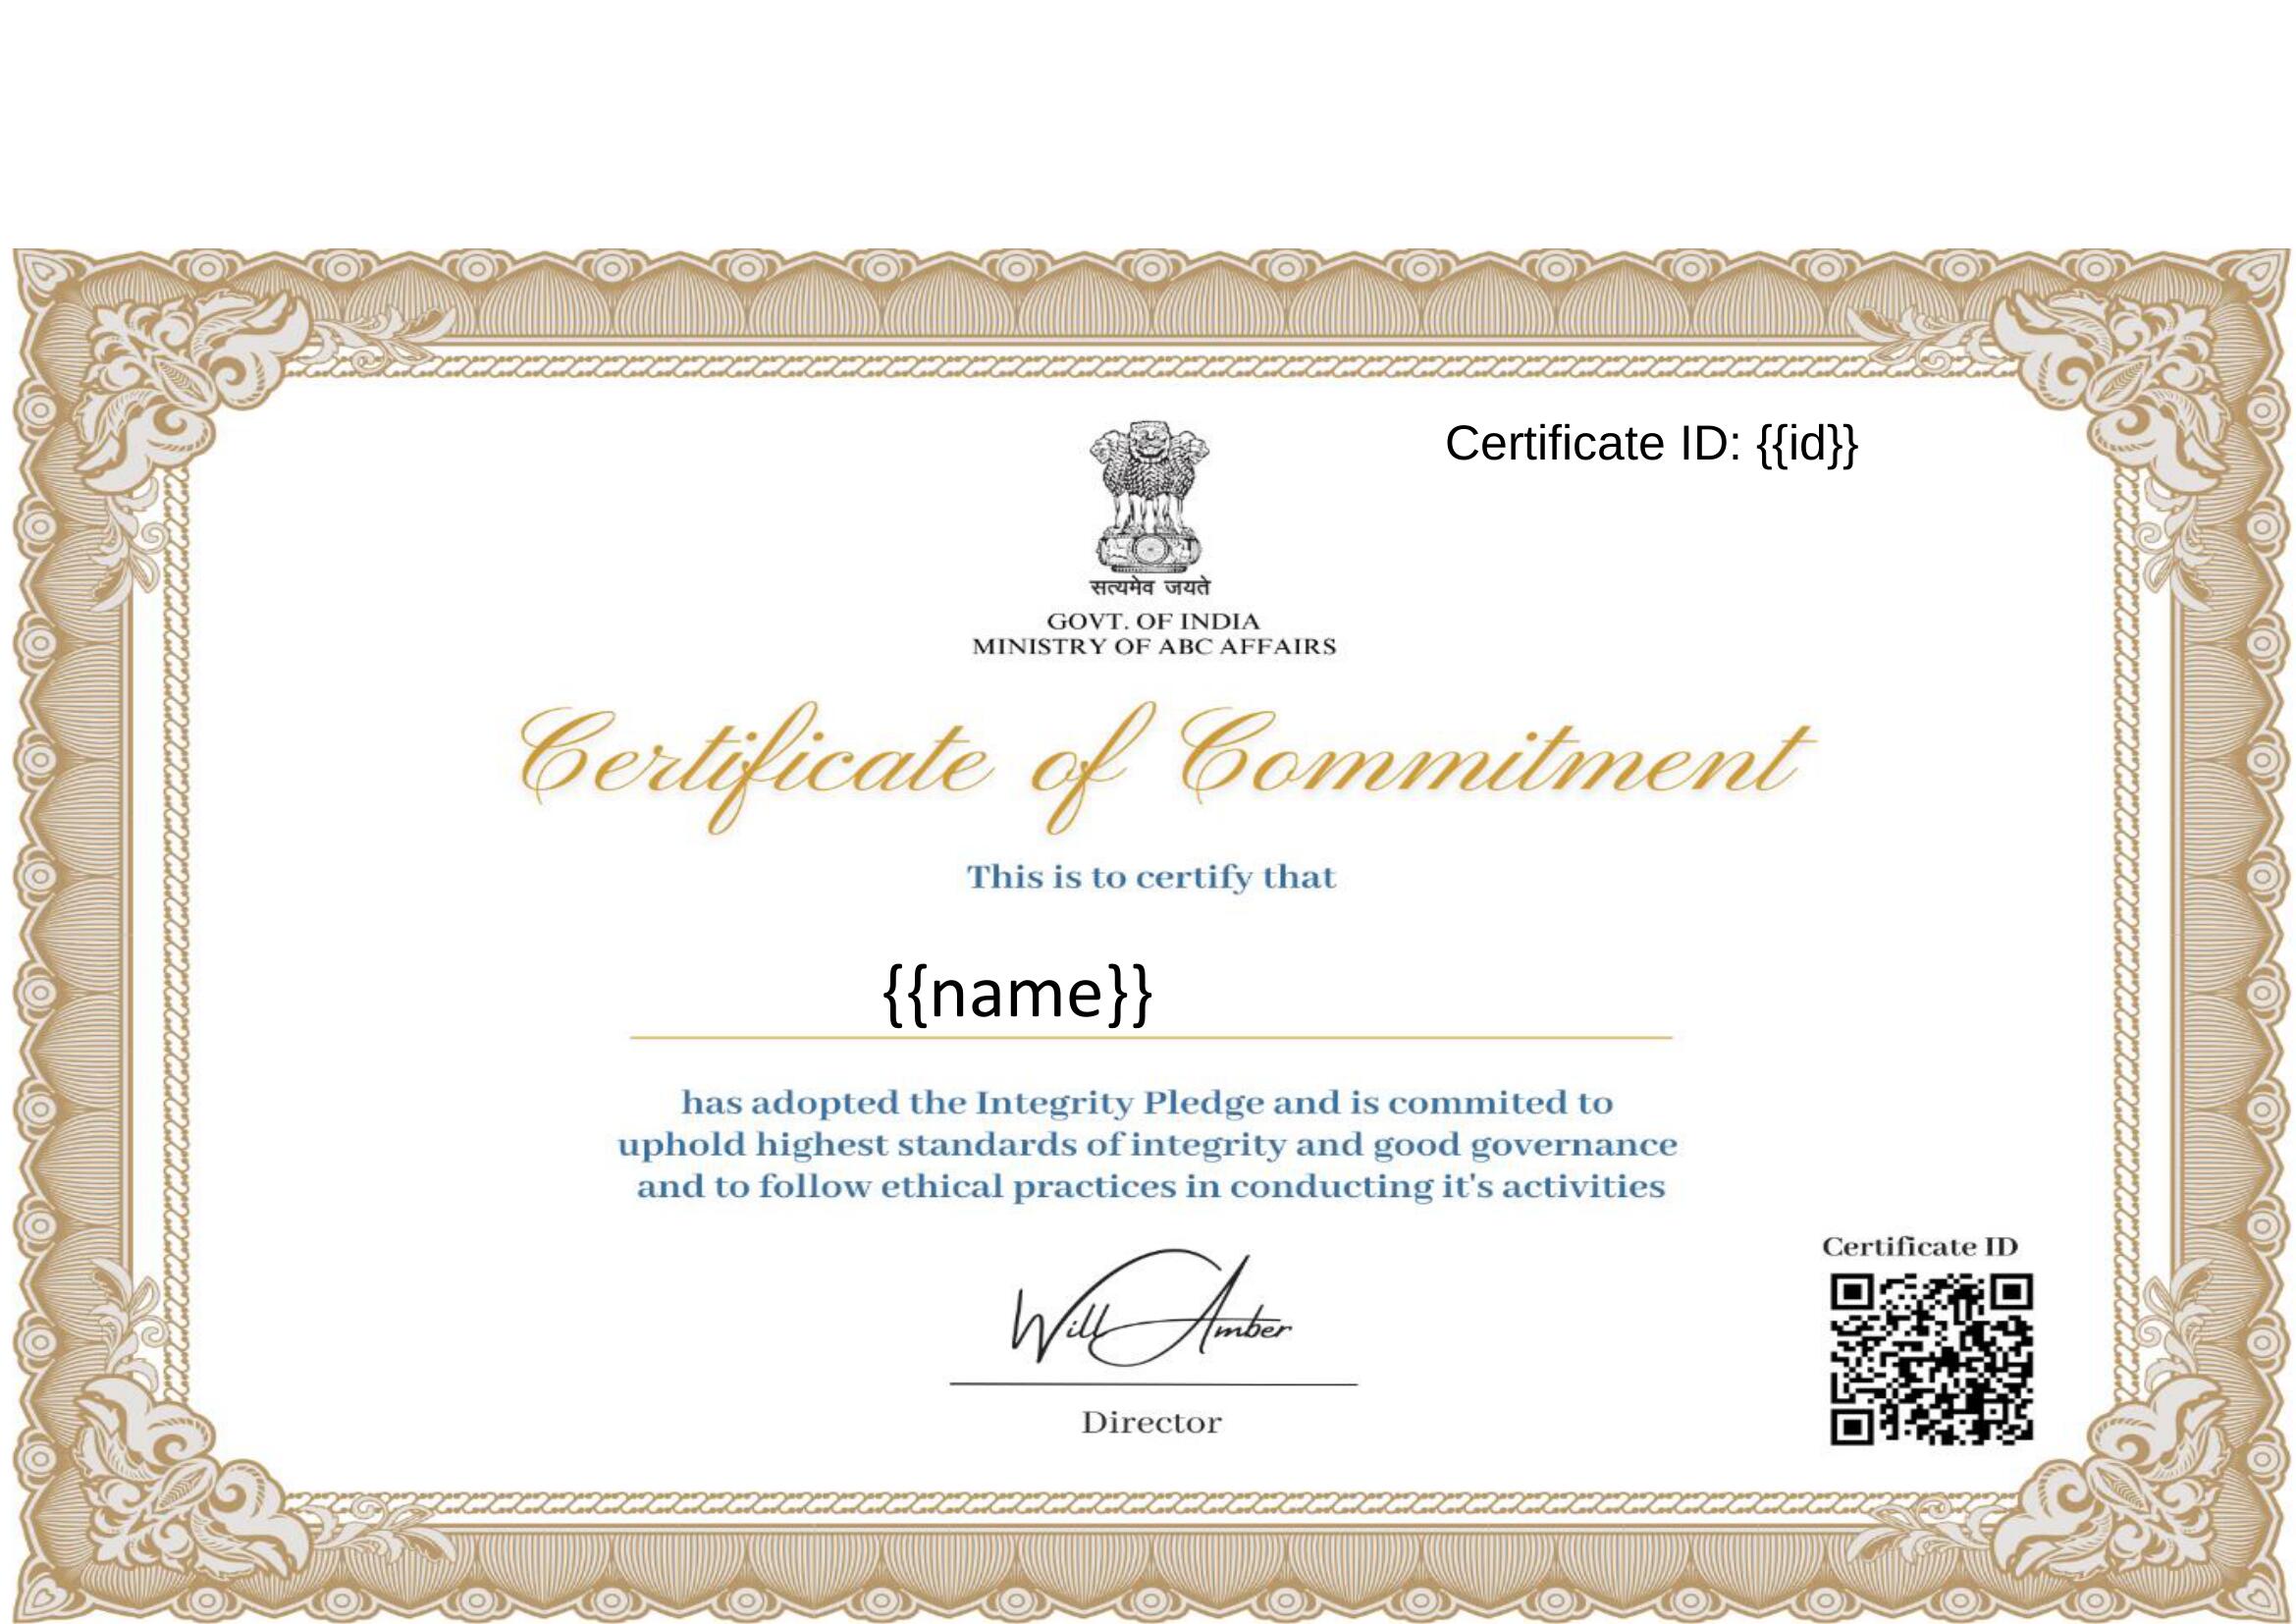 Certificate ID: {{id}}
सत्यमेव जयते
GOVT. OF INDIA
MINISTRY OF ABC AFFAIRS
Certificate of Commitment
This is to certify that
{{name}}
has adopted the Integrity Pledge and is commited to
uphold highest standards of integrity and good governance
and to follow ethical practices in conducting it's activities
Will Amber
Director
Certificate ID